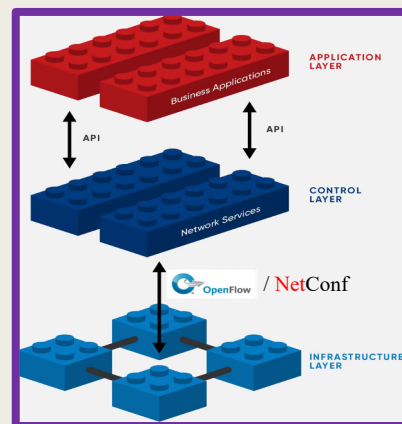 APPLICATION
LAYER
Business Applications
API
API
CONTROL
LAYER
Network Services
OpenFlow / NetConf
INFRASTRUCTURE
LAYER